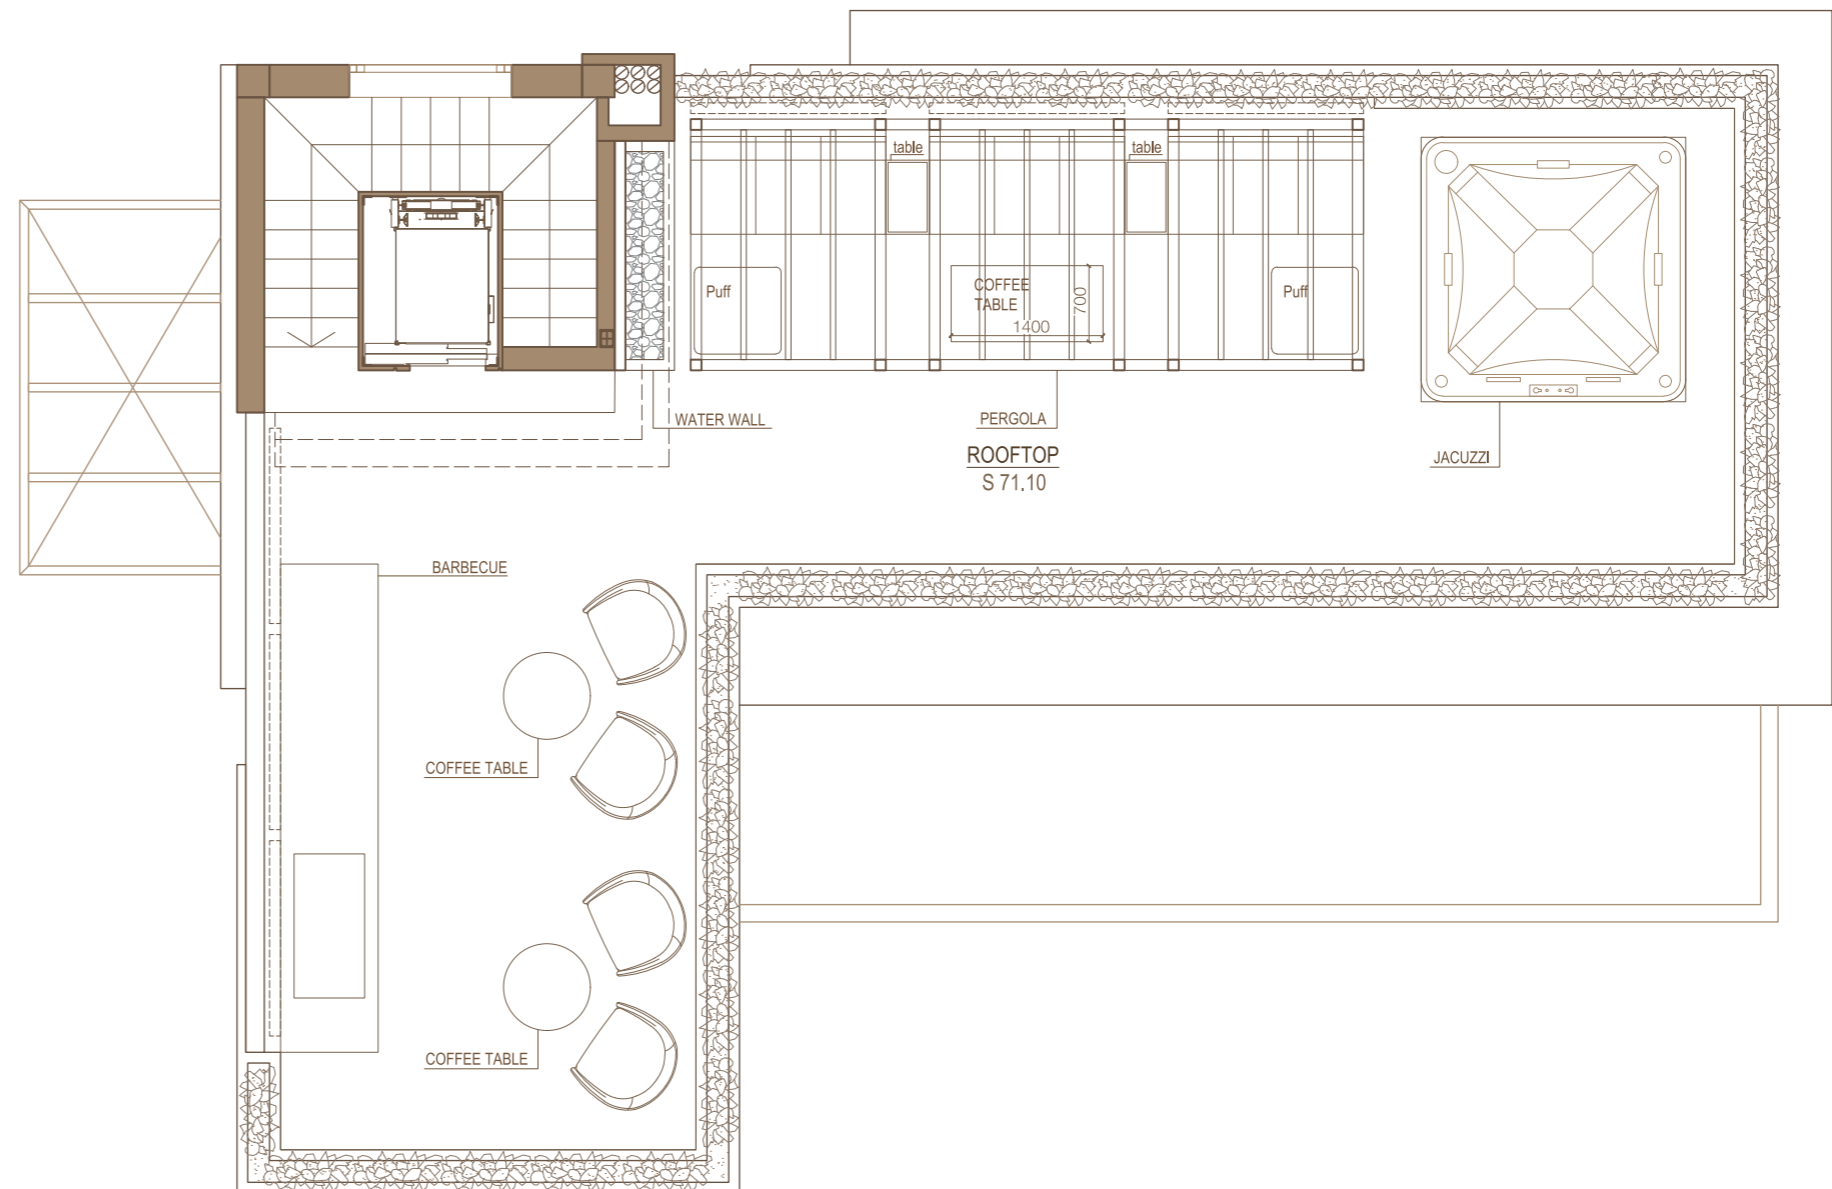 table
table
Puff
COFFEE
TABLE
1400
700
Puff
WATER WALL
PERGOLA
ROOFTOP
S 71.10
JACUZZI
BARBECUE
COFFEE TABLE
COFFEE TABLE